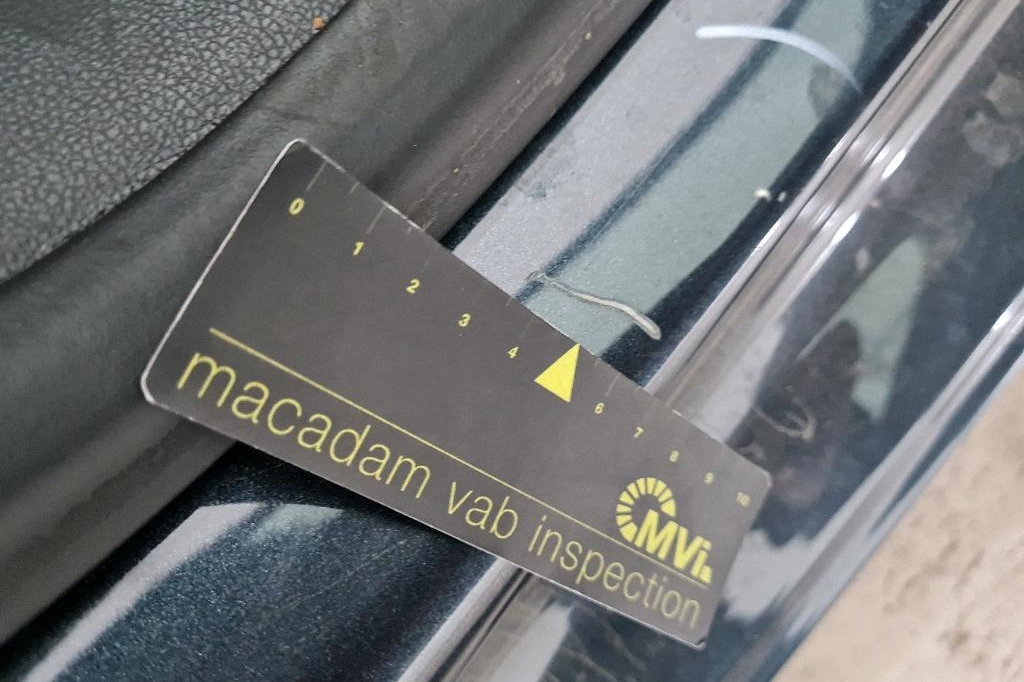 0 1 2 3 4 6 7 8 9 10
MVi
macadam vab inspection